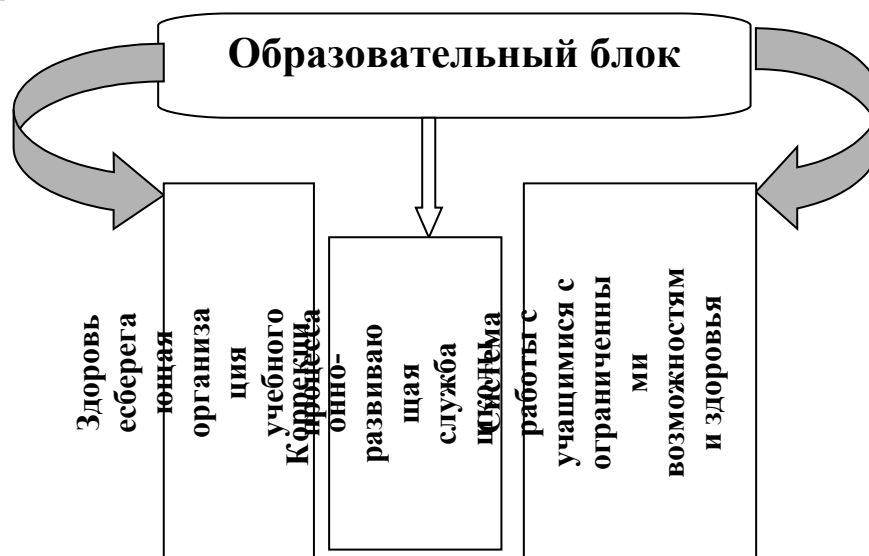 Образовательный блок
Здоровь
есберега
ющая
организа
ция
учебного
процесса
Коррекци
онно-
развиваю
щая
служба
школы
Система
работы с
учащимися с
ограниченны
ми
возможностям
и здоровья